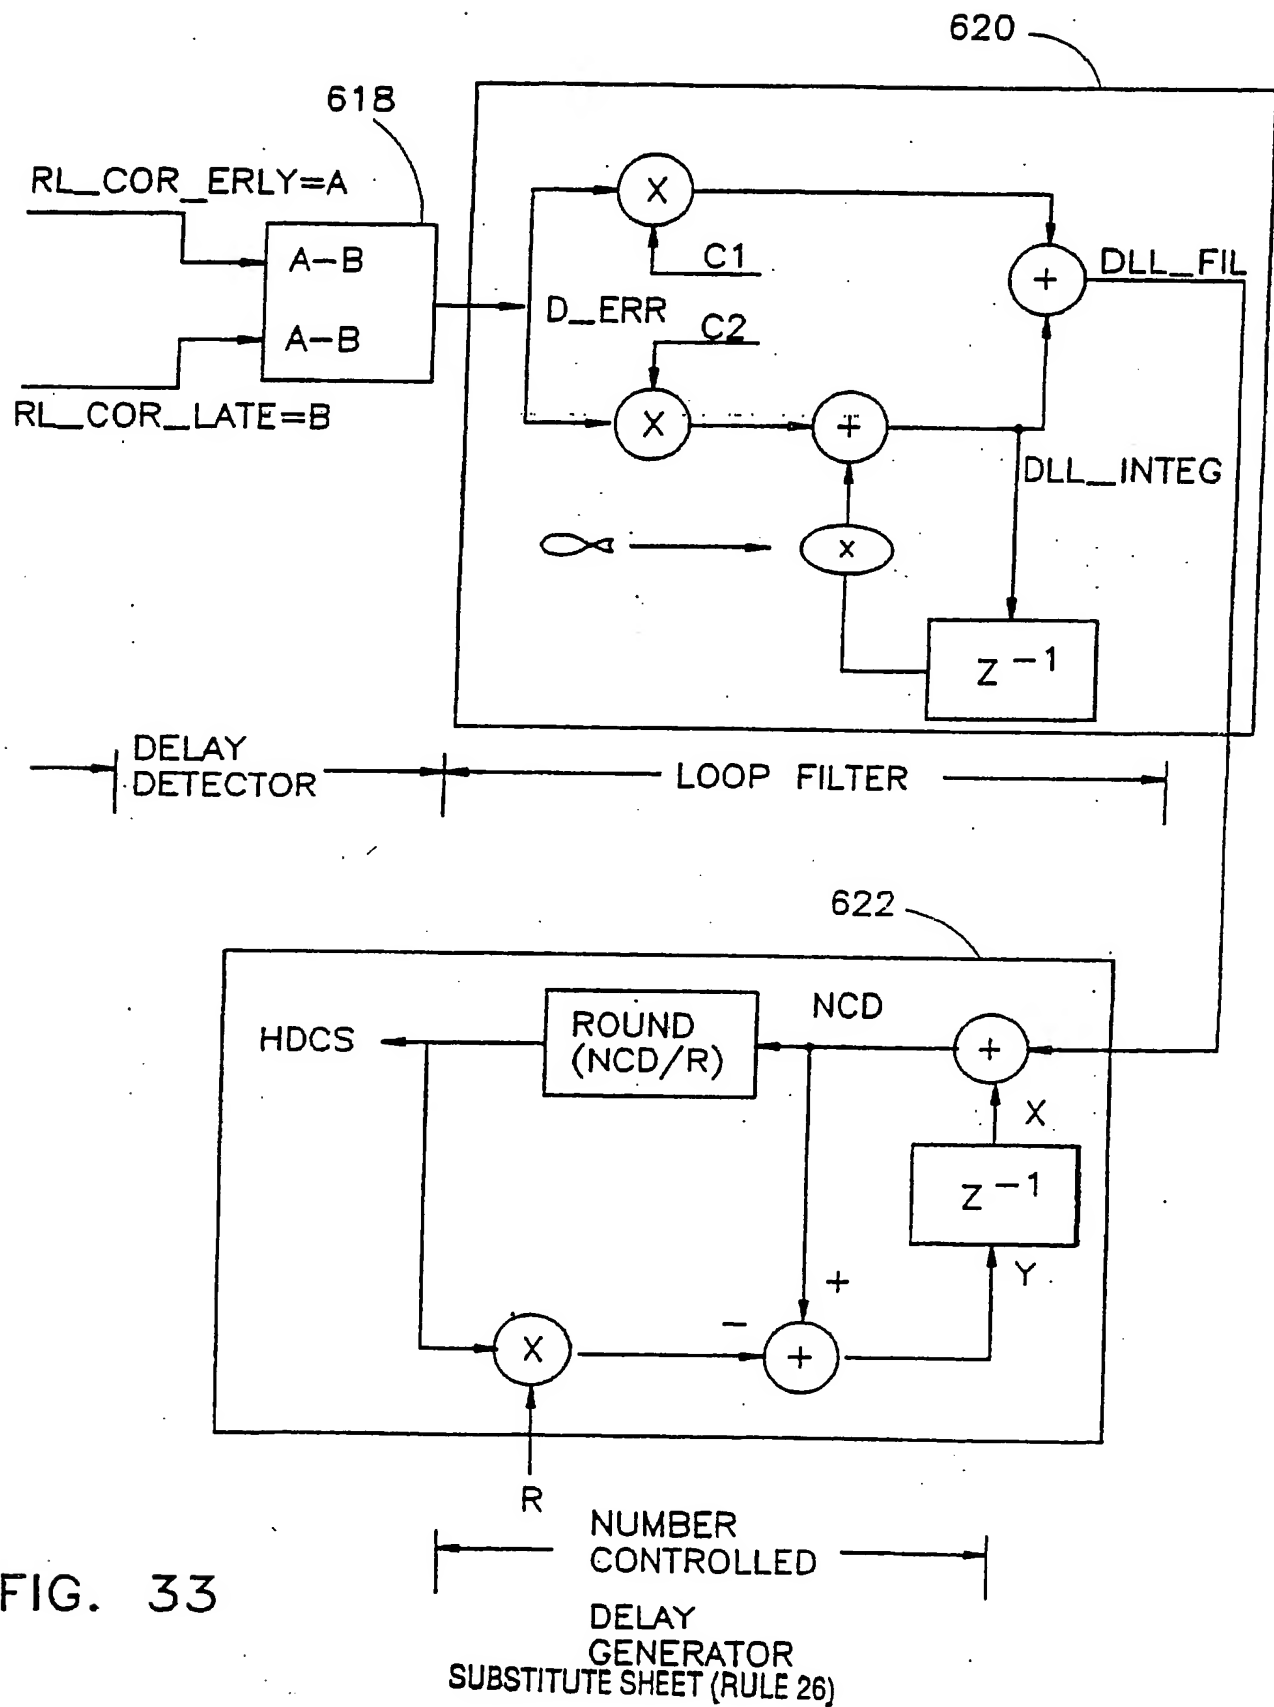 620
618
RL_COR_ERLY=A
A-B
A-B
RL_COR_LATE=B
X
C1
D_ERR
C2
X
+
+
DLL_FIL
DLL_INTEG
x
Z -1
DELAY
DETECTOR
LOOP FILTER
622
HDCS
ROUND
(NCD/R)
NCD
+
X
Z -1
Y
+
-
X
+
R
NUMBER
CONTROLLED
DELAY
GENERATOR
FIG. 33
SUBSTITUTE SHEET (RULE 26)